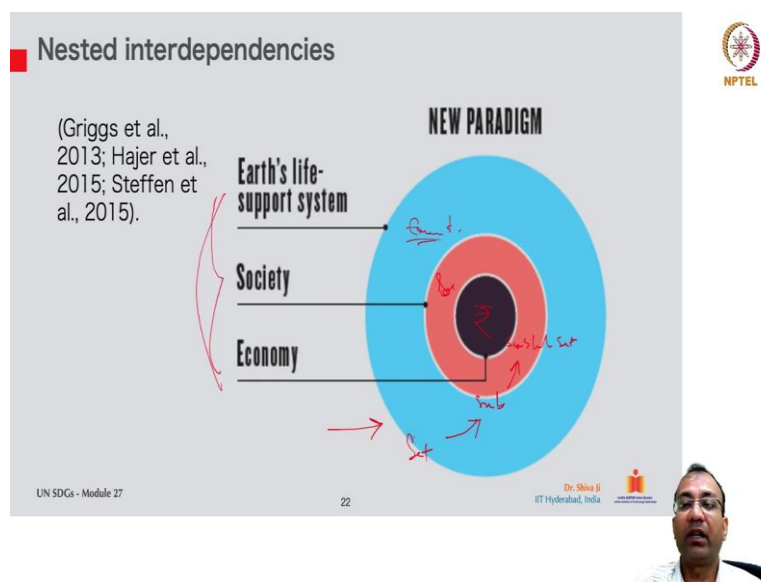 Nested interdependencies
NPTEL
(Griggs et al.,
2013; Hajer et al.,
2015; Steffen et
al., 2015).
NEW PARADIGM
Earth's life-
support system
Society
Economy
₹
Set
Sub
Set
UN SDGs - Module 27
22
Dr. Shiva Ji
IIT Hyderabad, India